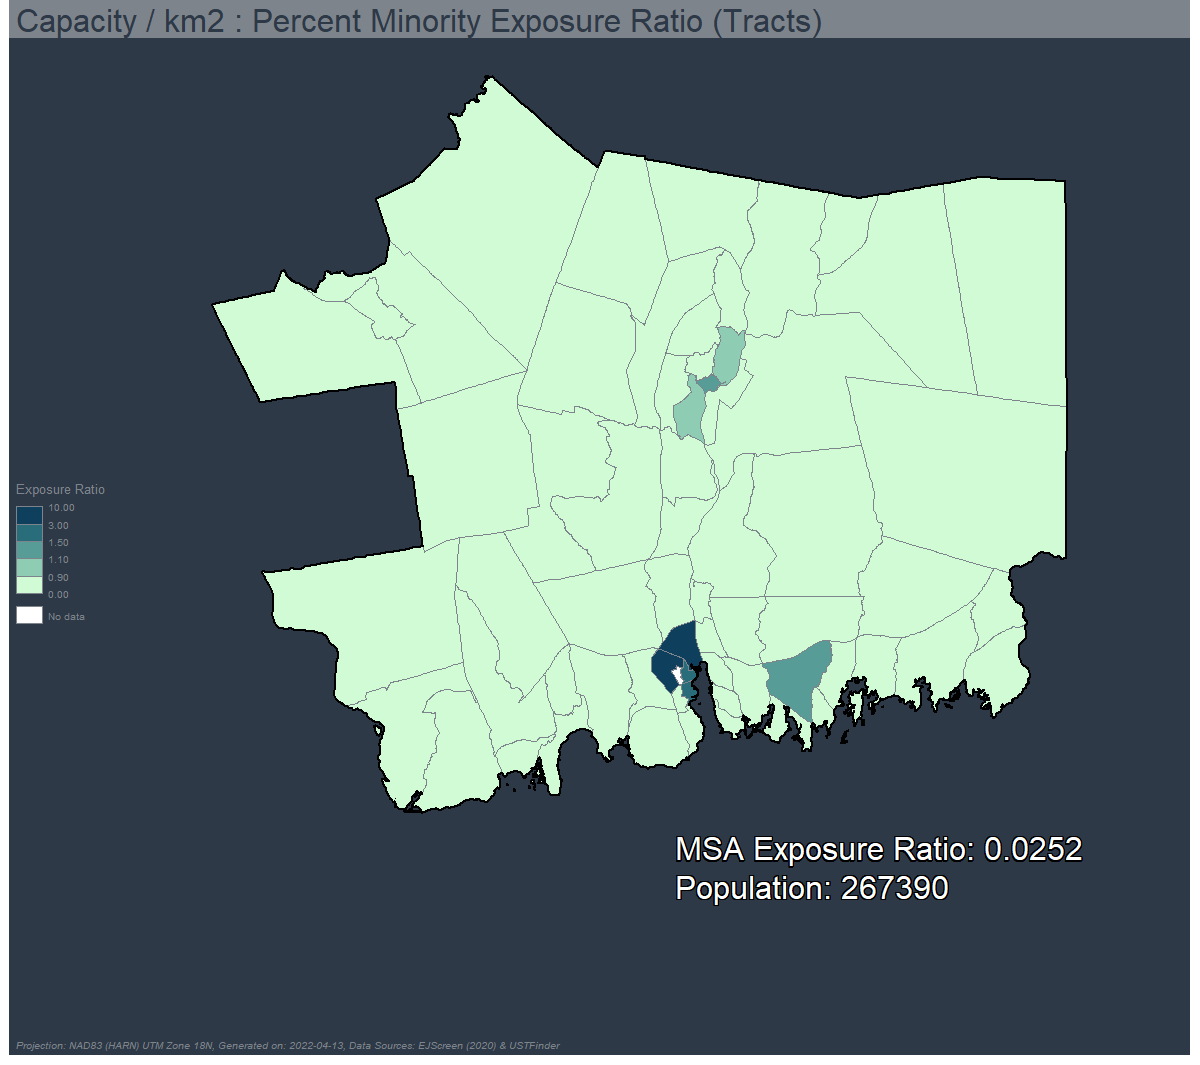 Capacity / km2 : Percent Minority Exposure Ratio (Tracts)
Exposure Ratio
10.00
3.00
1.50
1.10
0.90
0.00
No data
MSA Exposure Ratio: 0.0252
Population: 267390
Projection: NAD83 (HARN) UTM Zone 18N, Generated on: 2022-04-13, Data Sources: EJScreen (2020) & USTFinder